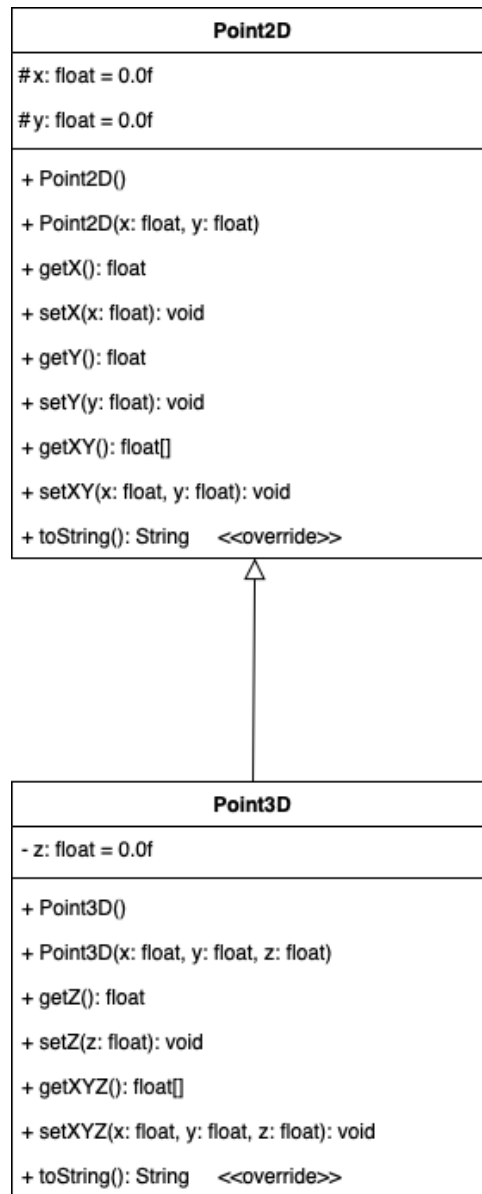 Point2D
# x: float = 0.0f
# y: float = 0.0f
+ Point2D()
+ Point2D(x: float, y: float)
+ getX(): float
+ setX(x: float): void
+ getY(): float
+ setY(y: float): void
+ getXY(): float[]
+ setXY(x: float, y: float): void
+ toString(): String <<override>>
Point3D
- z: float = 0.0f
+ Point3D()
+ Point3D(x: float, y: float, z: float)
+ getZ(): float
+ setZ(z: float): void
+ getXYZ(): float[]
+ setXYZ(x: float, y: float, z: float): void
+ toString(): String <<override>>